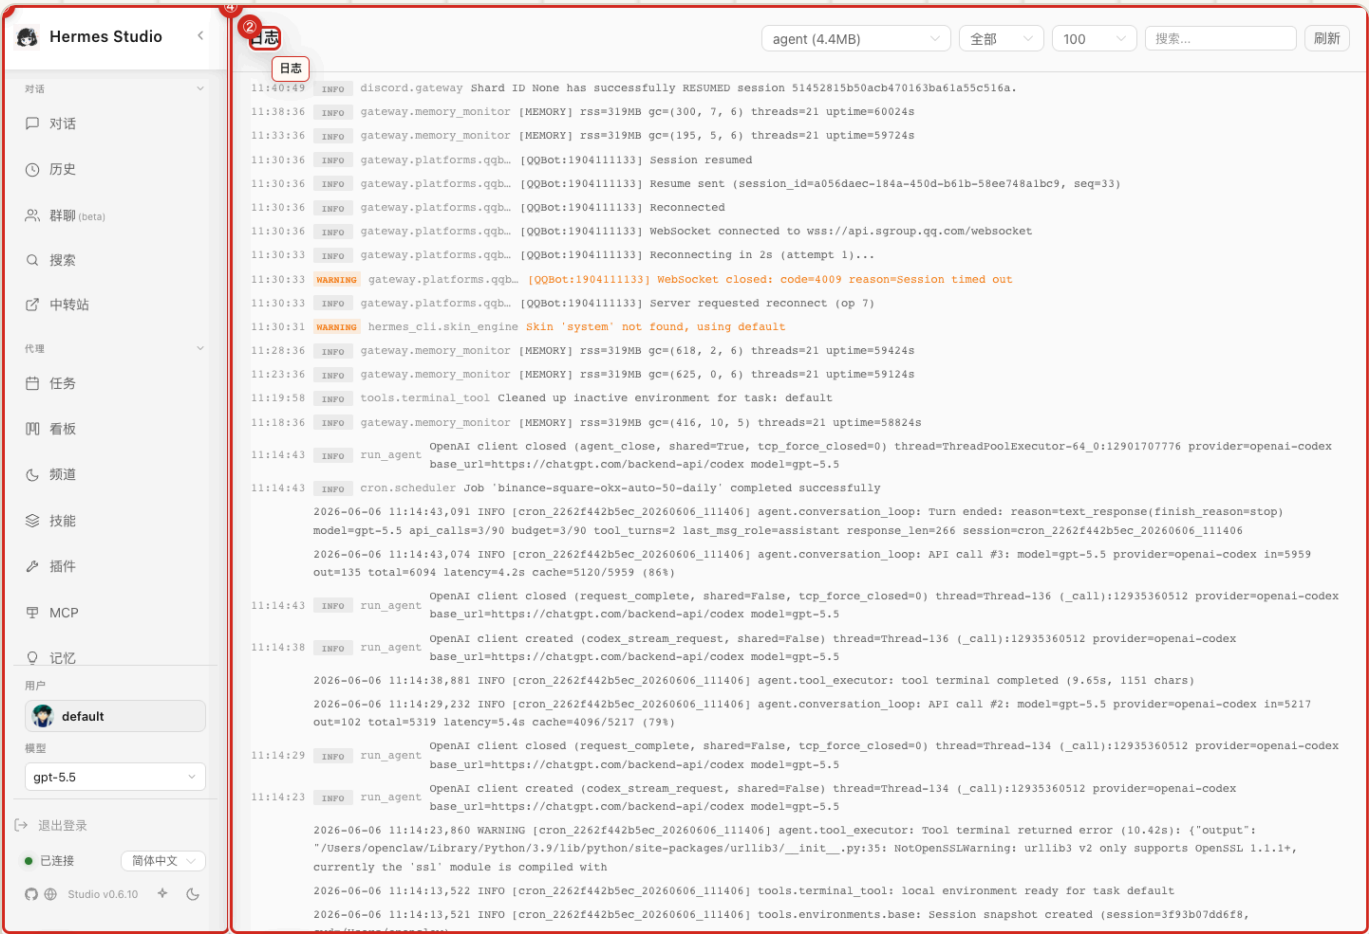 Hermes Studio
对话
对话
历史
群聊 (beta)
搜索
中转站
代理
任务
看板
频道
技能
插件
MCP
记忆
用户
default
模型
gpt-5.5
退出登录
已连接
简体中文
Studio v0.6.10
④
②
日志
日志
agent (4.4MB)
全部
100
搜索...
刷新
11:40:49 INFO discord.gateway Shard ID None has successfully RESUMED session 51452815b50acb470163ba61a55c516a.
11:38:36 INFO gateway.memory_monitor [MEMORY] rss=319MB gc=(300, 7, 6) threads=21 uptime=60024s
11:33:36 INFO gateway.memory_monitor [MEMORY] rss=319MB gc=(195, 5, 6) threads=21 uptime=59724s
11:30:36 INFO gateway.platforms.qqb… [QQBot:1904111133] Session resumed
11:30:36 INFO gateway.platforms.qqb… [QQBot:1904111133] Resume sent (session_id=a056daec-184a-450d-b61b-58ee748a1bc9, seq=33)
11:30:36 INFO gateway.platforms.qqb… [QQBot:1904111133] Reconnected
11:30:36 INFO gateway.platforms.qqb… [QQBot:1904111133] WebSocket connected to wss://api.sgroup.qq.com/websocket
11:30:33 INFO gateway.platforms.qqb… [QQBot:1904111133] Reconnecting in 2s (attempt 1)...
11:30:33 WARNING gateway.platforms.qqb… [QQBot:1904111133] WebSocket closed: code=4009 reason=Session timed out
11:30:33 INFO gateway.platforms.qqb… [QQBot:1904111133] Server requested reconnect (op 7)
11:30:31 WARNING hermes_cli.skin_engine Skin 'system' not found, using default
11:28:36 INFO gateway.memory_monitor [MEMORY] rss=319MB gc=(618, 2, 6) threads=21 uptime=59424s
11:23:36 INFO gateway.memory_monitor [MEMORY] rss=319MB gc=(625, 0, 6) threads=21 uptime=59124s
11:19:58 INFO tools.terminal_tool Cleaned up inactive environment for task: default
11:18:36 INFO gateway.memory_monitor [MEMORY] rss=319MB gc=(416, 10, 5) threads=21 uptime=58824s
11:14:43 INFO run_agent OpenAI client closed (agent_close, shared=True, tcp_force_closed=0) thread=ThreadPoolExecutor-64_0:12901707776 provider=openai-codex
base_url=https://chatgpt.com/backend-api/codex model=gpt-5.5
11:14:43 INFO cron.scheduler Job 'binance-square-okx-auto-50-daily' completed successfully
2026-06-06 11:14:43,091 INFO [cron_2262f442b5ec_20260606_111406] agent.conversation_loop: Turn ended: reason=text_response(finish_reason=stop)
model=gpt-5.5 api_calls=3/90 budget=3/90 tool_turns=2 last_msg_role=assistant response_len=266 session=cron_2262f442b5ec_20260606_111406
2026-06-06 11:14:43,074 INFO [cron_2262f442b5ec_20260606_111406] agent.conversation_loop: API call #3: model=gpt-5.5 provider=openai-codex in=5959
out=135 total=6094 latency=4.2s cache=5120/5959 (86%)
11:14:43 INFO run_agent OpenAI client closed (request_complete, shared=False, tcp_force_closed=0) thread=Thread-136 (_call):12935360512 provider=openai-codex
base_url=https://chatgpt.com/backend-api/codex model=gpt-5.5
11:14:38 INFO run_agent OpenAI client created (codex_stream_request, shared=False) thread=Thread-136 (_call):12935360512 provider=openai-codex
base_url=https://chatgpt.com/backend-api/codex model=gpt-5.5
2026-06-06 11:14:38,881 INFO [cron_2262f442b5ec_20260606_111406] agent.tool_executor: tool terminal completed (9.65s, 1151 chars)
2026-06-06 11:14:29,232 INFO [cron_2262f442b5ec_20260606_111406] agent.conversation_loop: API call #2: model=gpt-5.5 provider=openai-codex in=5217
out=102 total=5319 latency=5.4s cache=4096/5217 (79%)
11:14:29 INFO run_agent OpenAI client closed (request_complete, shared=False, tcp_force_closed=0) thread=Thread-134 (_call):12935360512 provider=openai-codex
base_url=https://chatgpt.com/backend-api/codex model=gpt-5.5
11:14:23 INFO run_agent OpenAI client created (codex_stream_request, shared=False) thread=Thread-134 (_call):12935360512 provider=openai-codex
base_url=https://chatgpt.com/backend-api/codex model=gpt-5.5
2026-06-06 11:14:23,860 WARNING [cron_2262f442b5ec_20260606_111406] agent.tool_executor: Tool terminal returned error (10.42s): {"output":
"/Users/openclaw/Library/Python/3.9/lib/python/site-packages/urllib3/__init__.py:35: NotOpenSSLWarning: urllib3 v2 only supports OpenSSL 1.1.1+,
currently the 'ssl' module is compiled with
2026-06-06 11:14:13,522 INFO [cron_2262f442b5ec_20260606_111406] tools.terminal_tool: local environment ready for task default
2026-06-06 11:14:13,521 INFO [cron_2262f442b5ec_20260606_111406] tools.environments.base: Session snapshot created (session=3f93b07dd6f8,